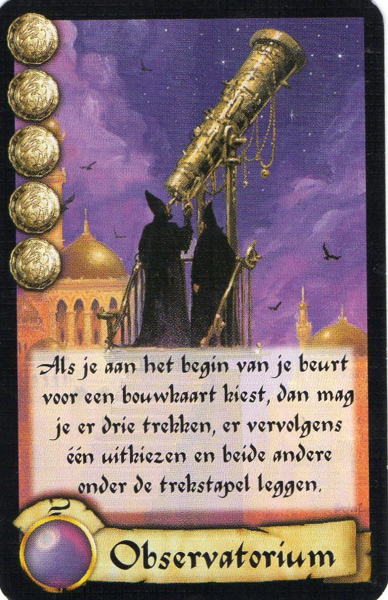 Als je aan het begin van je beurt
voor een bouwkaart kiest, dan mag
je er drie trekken, er vervolgens
één uitkiezen en beide andere
onder de trekstapel leggen.
2
Observatorium